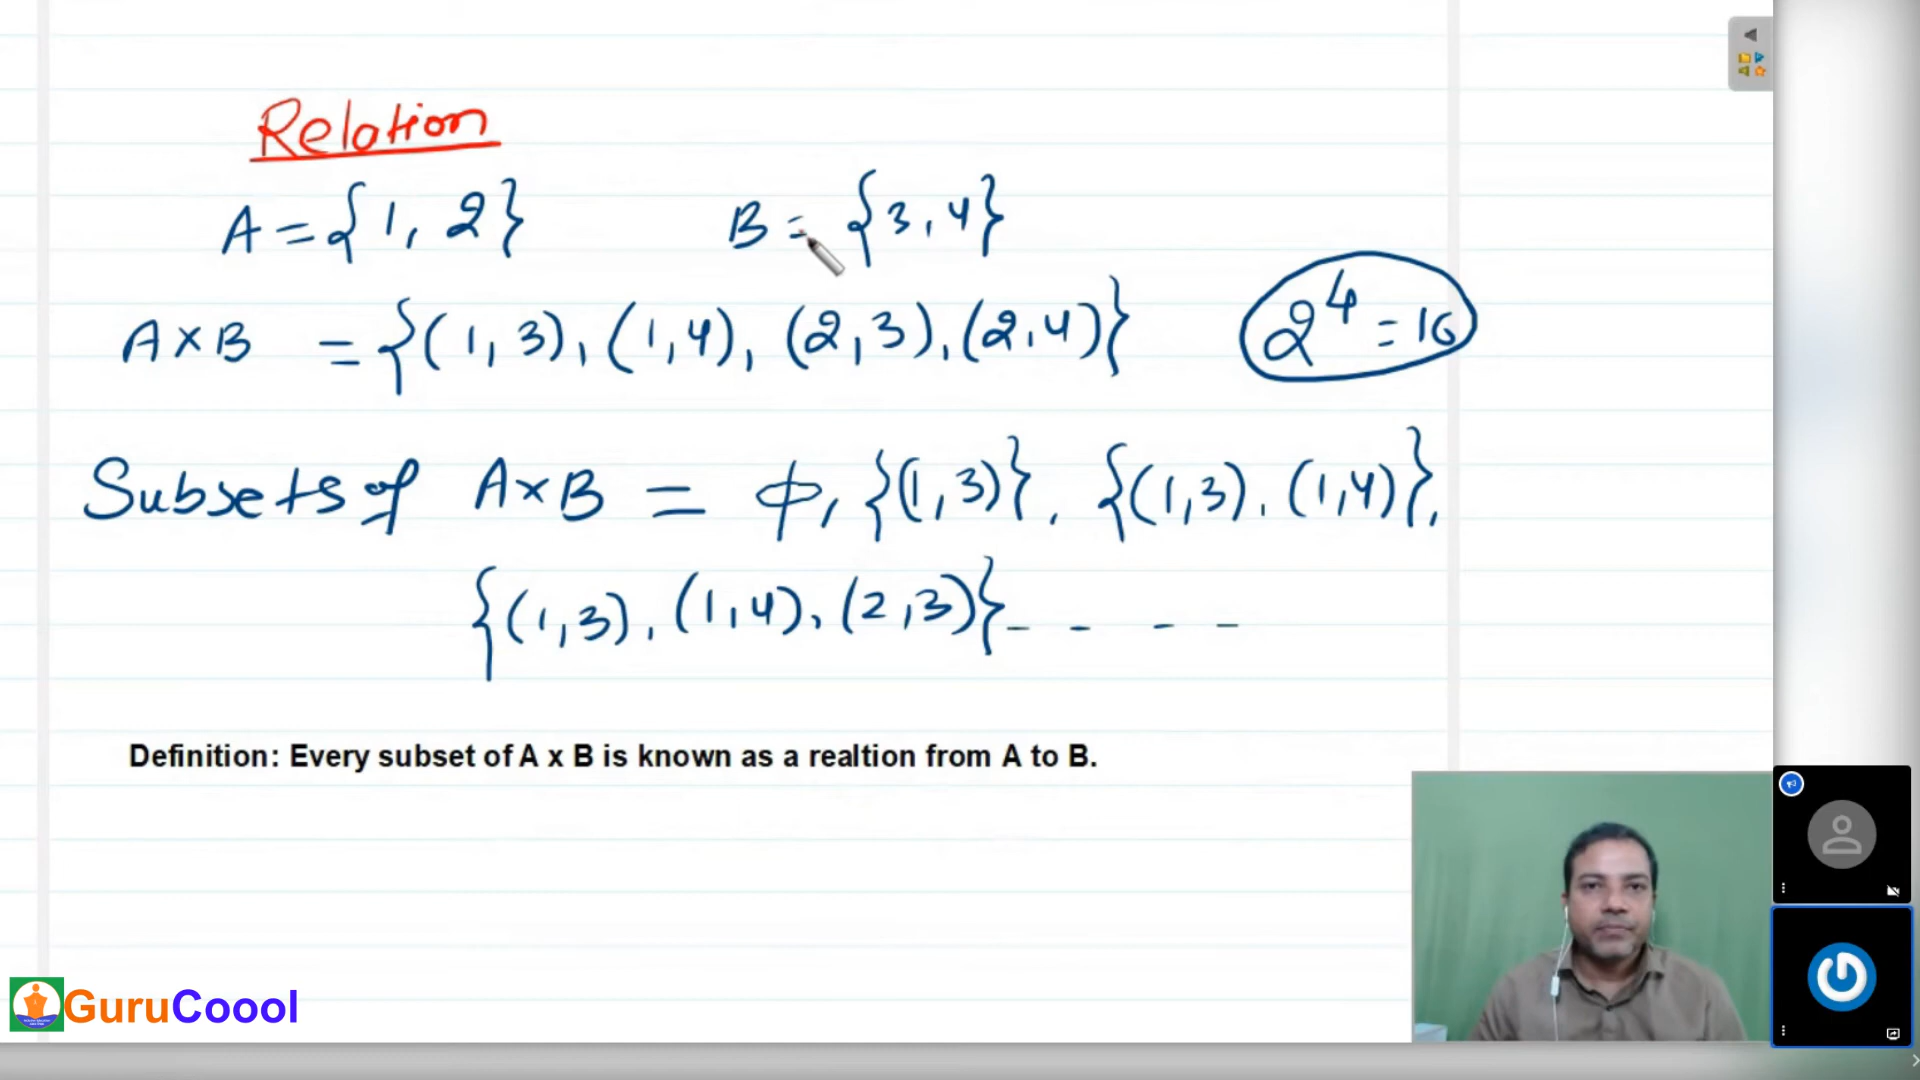 Relation
A = {1, 2} B = {3, 4}
A×B = {(1, 3), (1, 4), (2, 3), (2, 4)} 2⁴ = 16
Subsets of A×B = ϕ, {(1, 3)}, {(1, 3), (1, 4)},
{(1, 3), (1, 4), (2, 3)} - - - -
Definition: Every subset of A x B is known as a realtion from A to B.
GuruCoool